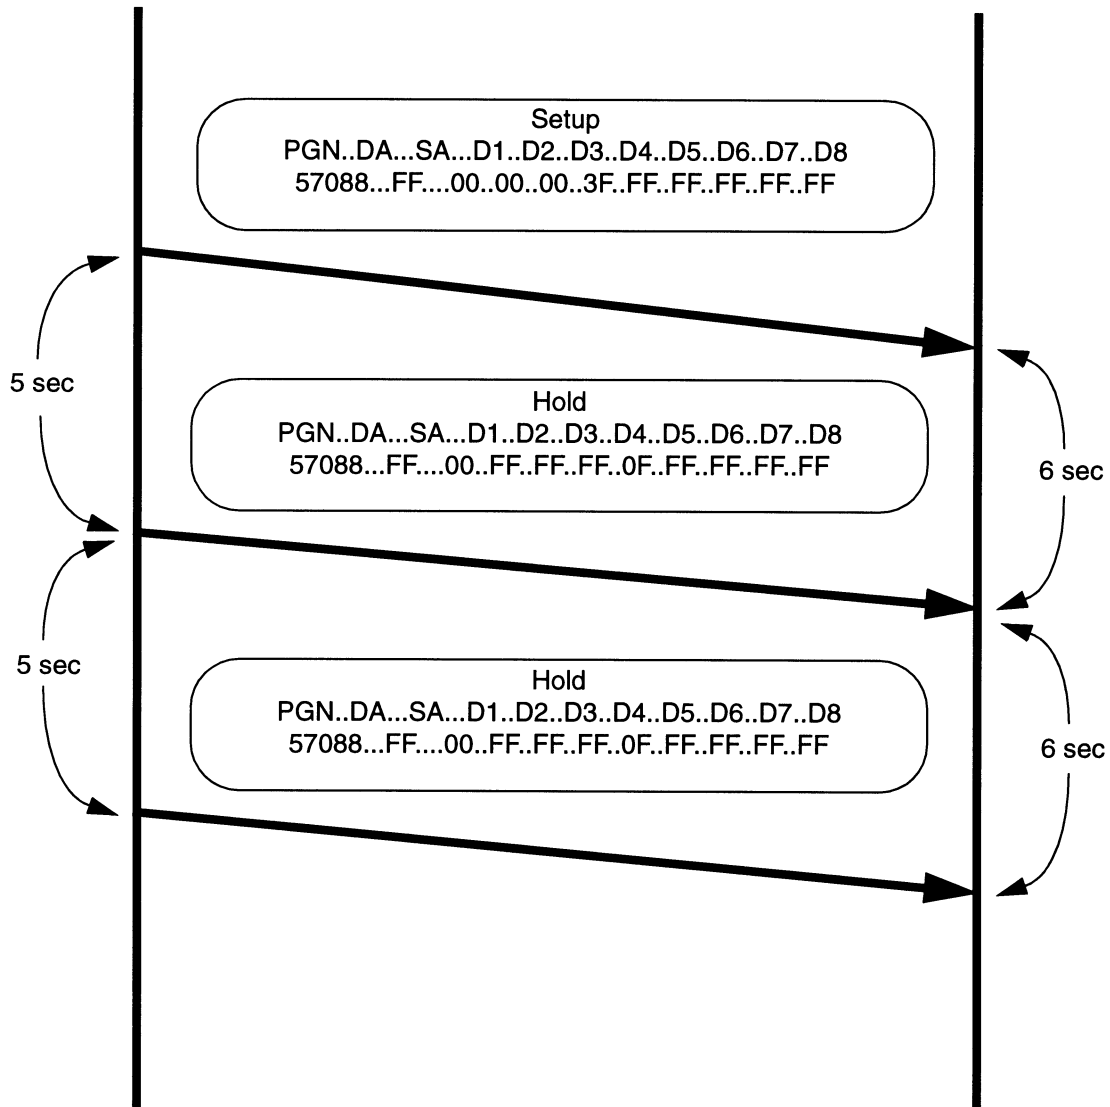 Setup
PGN..DA...SA...D1..D2..D3..D4..D5..D6..D7..D8
57088...FF....00..00..00..3F..FF..FF..FF..FF..FF
5 sec
Hold
PGN..DA...SA...D1..D2..D3..D4..D5..D6..D7..D8
57088...FF....00..FF..FF..FF..0F..FF..FF..FF..FF
6 sec
5 sec
Hold
PGN..DA...SA...D1..D2..D3..D4..D5..D6..D7..D8
57088...FF....00..FF..FF..FF..0F..FF..FF..FF..FF
6 sec